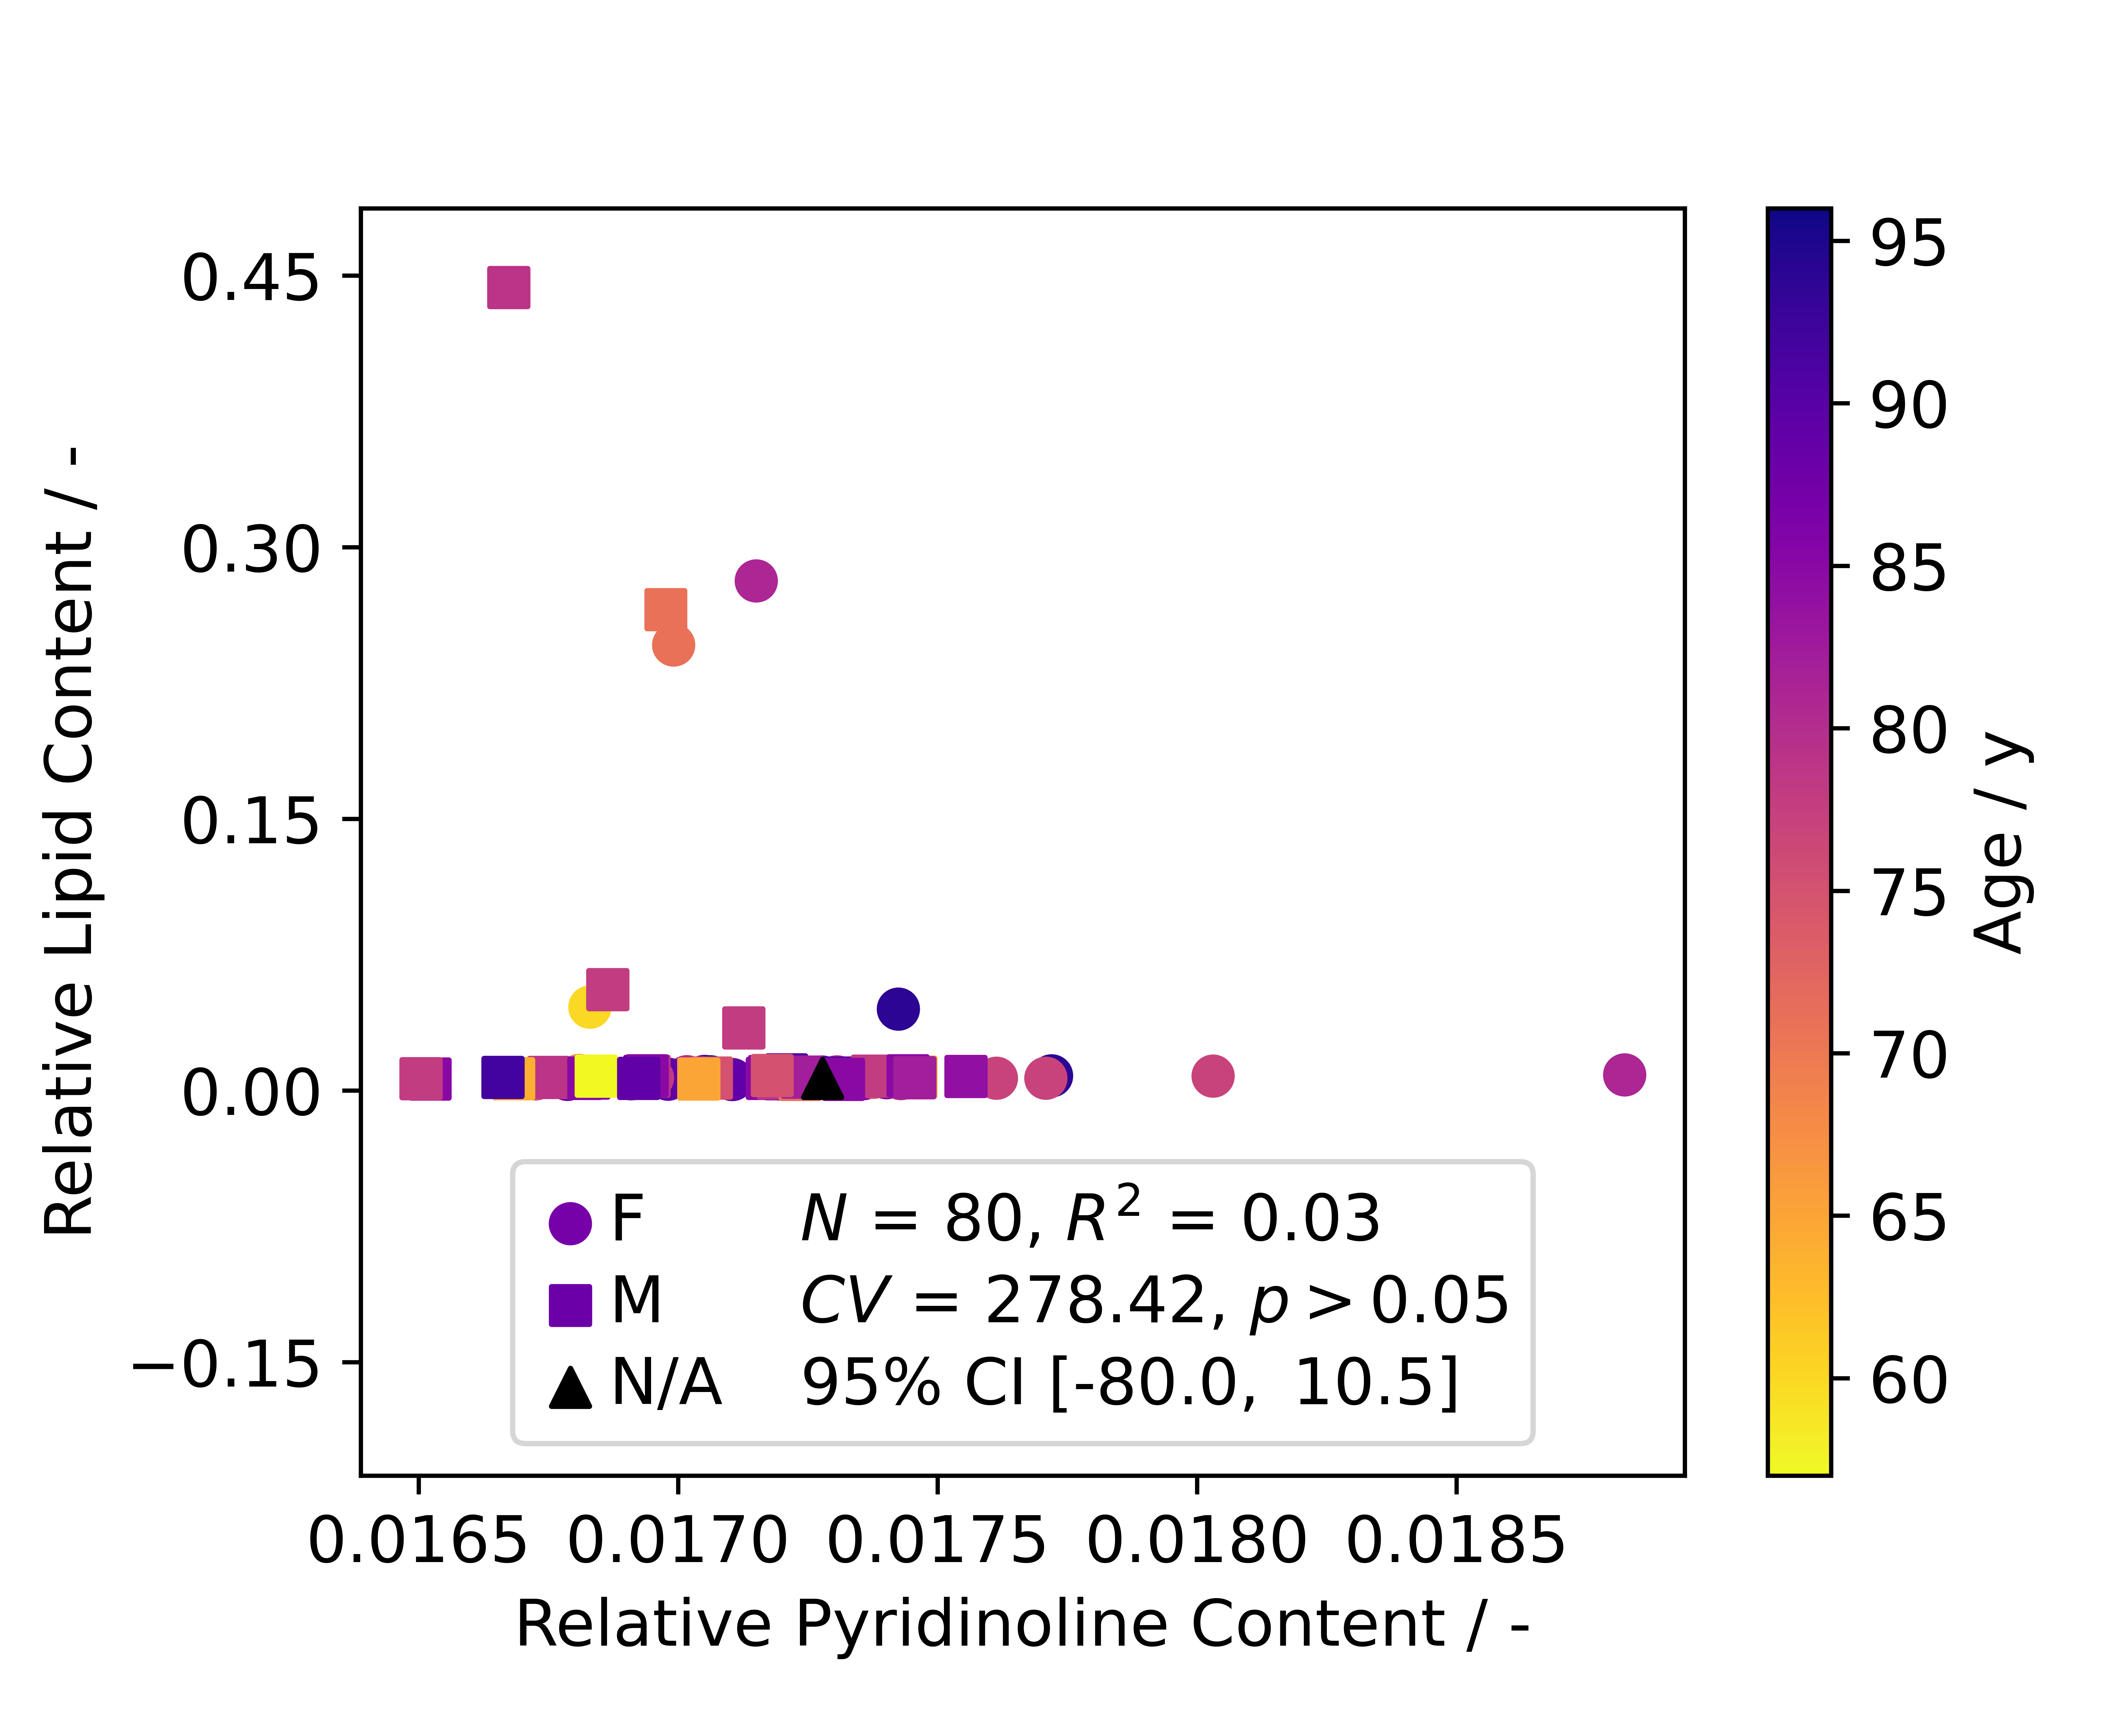 0.45
0.30
0.15
0.00
−0.15
Relative Lipid Content / -
F N = 80, R² = 0.03
M CV = 278.42, p > 0.05
N/A 95% CI [-80.0, 10.5]
0.0165 0.0170 0.0175 0.0180 0.0185
Relative Pyridinoline Content / -
95
90
85
80
75
70
65
60
Age / y